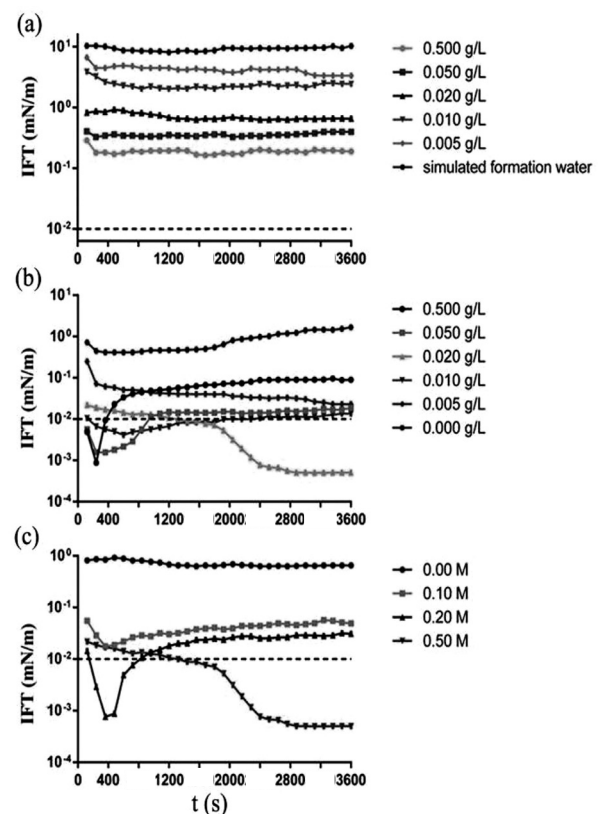 (a)
10¹
10⁰
10⁻¹
10⁻²
IFT (mN/m)
0 400 1200 2000 2800 3600
0.500 g/L
0.050 g/L
0.020 g/L
0.010 g/L
0.005 g/L
simulated formation water
(b)
10¹
10⁰
10⁻¹
10⁻²
10⁻³
10⁻⁴
IFT (mN/m)
0 400 1200 2000 2800 3600
0.500 g/L
0.050 g/L
0.020 g/L
0.010 g/L
0.005 g/L
0.000 g/L
(c)
10⁰
10⁻¹
10⁻²
10⁻³
10⁻⁴
IFT (mN/m)
0 400 1200 2000 2800 3600
t (s)
0.00 M
0.10 M
0.20 M
0.50 M